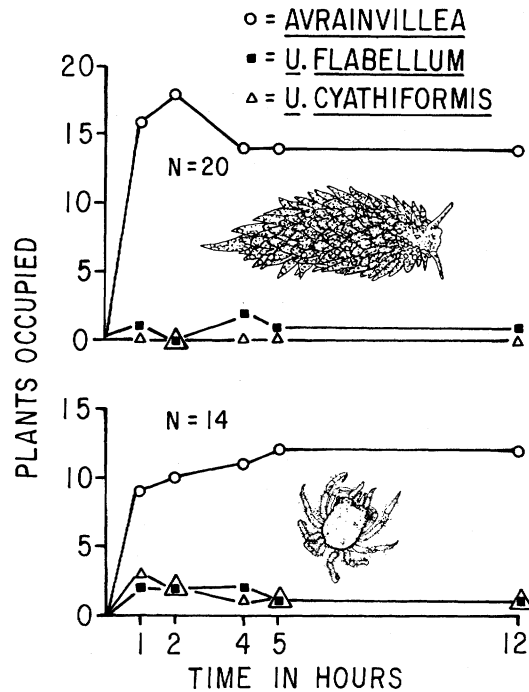 ○ = AVRAINVILLEA
■ = U. FLABELLUM
△ = U. CYATHIFORMIS
20
15
N = 20
10
5
0
PLANTS OCCUPIED
15
N = 14
10
5
0
1 2 4 5 12
TIME IN HOURS